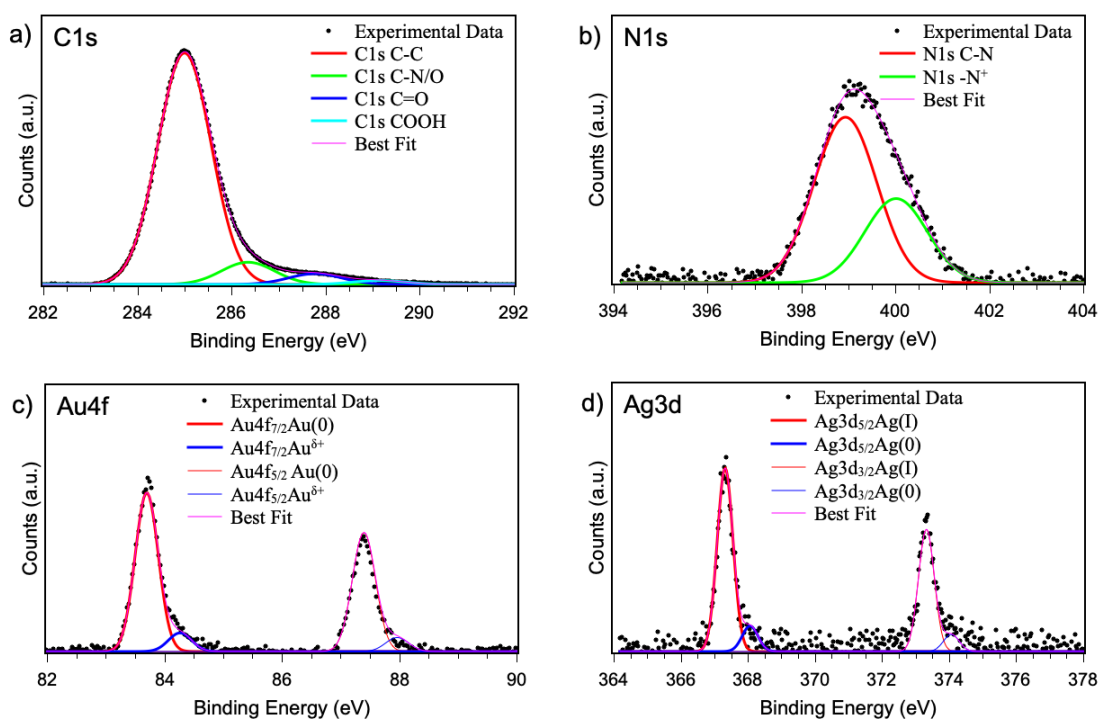 a) C1s
Experimental Data
C1s C-C
C1s C-N/O
C1s C=O
C1s COOH
Best Fit
Counts (a.u.)
282 284 286 288 290 292
Binding Energy (eV)
b) N1s
Experimental Data
N1s C-N
N1s -N⁺
Best Fit
Counts (a.u.)
394 396 398 400 402 404
Binding Energy (eV)
c) Au4f
Experimental Data
Au4f₇/₂Au(0)
Au4f₇/₂Auᵟ⁺
Au4f₅/₂ Au(0)
Au4f₅/₂Auᵟ⁺
Best Fit
Counts (a.u.)
82 84 86 88 90
Binding Energy (eV)
d) Ag3d
Experimental Data
Ag3d₅/₂Ag(I)
Ag3d₅/₂Ag(0)
Ag3d₃/₂Ag(I)
Ag3d₃/₂Ag(0)
Best Fit
Counts (a.u.)
364 366 368 370 372 374 376 378
Binding Energy (eV)